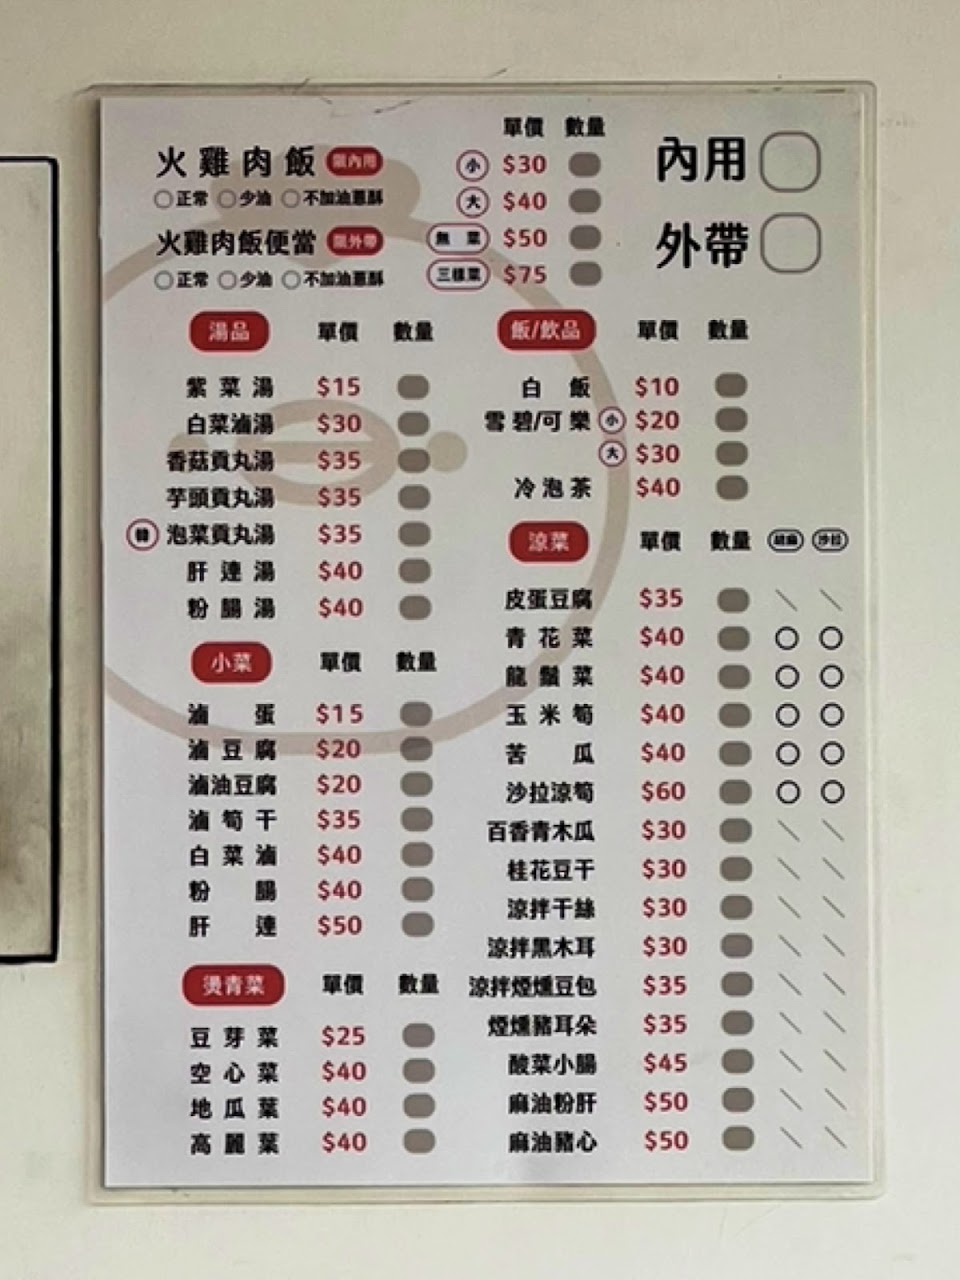 單價 數量
火雞肉飯 限內用 小 $30
正常 少油 不加油蔥酥 大 $40
火雞肉飯便當 限外帶 無菜 $50
正常 少油 不加油蔥酥 三樣菜 $75
內用
外帶
湯品 單價 數量
紫菜湯 $15
白菜滷湯 $30
香菇貢丸湯 $35
芋頭貢丸湯 $35
韓 泡菜貢丸湯 $35
肝連湯 $40
粉腸湯 $40
小菜 單價 數量
滷蛋 $15
滷豆腐 $20
滷油豆腐 $20
滷筍干 $35
白菜滷 $40
粉腸 $40
肝連 $50
燙青菜 單價 數量
豆芽菜 $25
空心菜 $40
地瓜葉 $40
高麗菜 $40
飯/飲品 單價 數量
白飯 $10
雪碧/可樂 小 $20
大 $30
冷泡茶 $40
涼菜 單價 數量 胡麻 沙拉
皮蛋豆腐 $35
青花菜 $40
龍鬚菜 $40
玉米筍 $40
苦瓜 $40
沙拉涼筍 $60
百香青木瓜 $30
桂花豆干 $30
涼拌干絲 $30
涼拌黑木耳 $30
涼拌煙燻豆包 $35
煙燻豬耳朵 $35
酸菜小腸 $45
麻油粉肝 $50
麻油豬心 $50